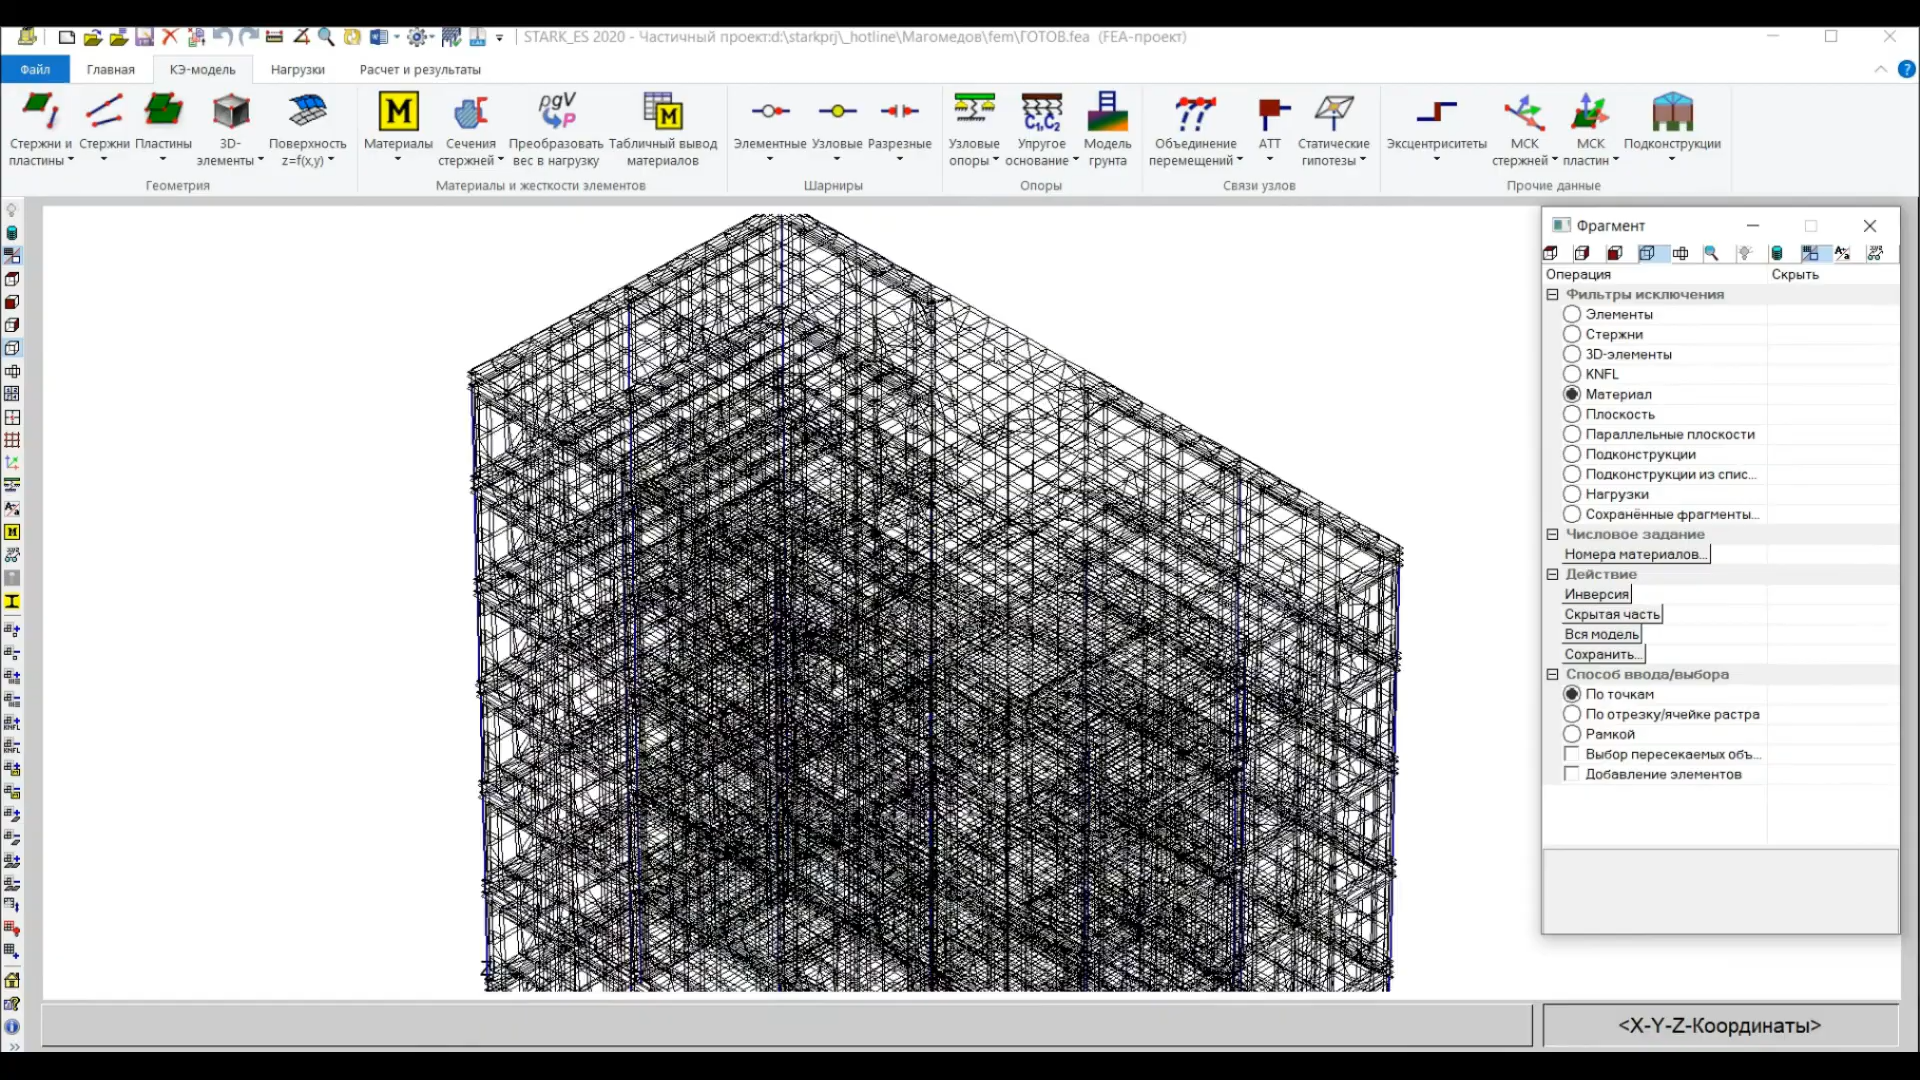 STARK_ES 2020 - Частичный проект:d:\starkprj\_hotline\Магомедов\fem\ГОТОВ.fea (FEA-проект)
Файл Главная КЭ-модель Нагрузки Расчет и результаты
?
Стержни и пластины
Стержни
Пластины
3D-элементы
Поверхность z=f(x,y)
Геометрия
M
Материалы
Сечения стержней
ρgV P
Преобразовать вес в нагрузку
M
Табличный вывод материалов
Материалы и жесткости элементов
Элементные
Узловые
Разрезные
Шарниры
Узловые опоры
C1,C2
Упругое основание
Модель грунта
Опоры
Объединение перемещений
АТТ
Статические гипотезы
Связи узлов
Эксцентриситеты
МСК стержней
МСК пластин
Подконструкции
Прочие данные
Фрагмент
Операция Скрыть
Фильтры исключения
Элементы
Стержни
3D-элементы
KNFL
Материал
Плоскость
Параллельные плоскости
Подконструкции
Подконструкции из спис...
Нагрузки
Сохранённые фрагменты...
Числовое задание
Номера материалов...
Действие
Инверсия
Скрытая часть
Вся модель
Сохранить...
Способ ввода/выбора
По точкам
По отрезку/ячейке растра
Рамкой
Выбор пересекаемых объ...
Добавление элементов
<X-Y-Z-Координаты>